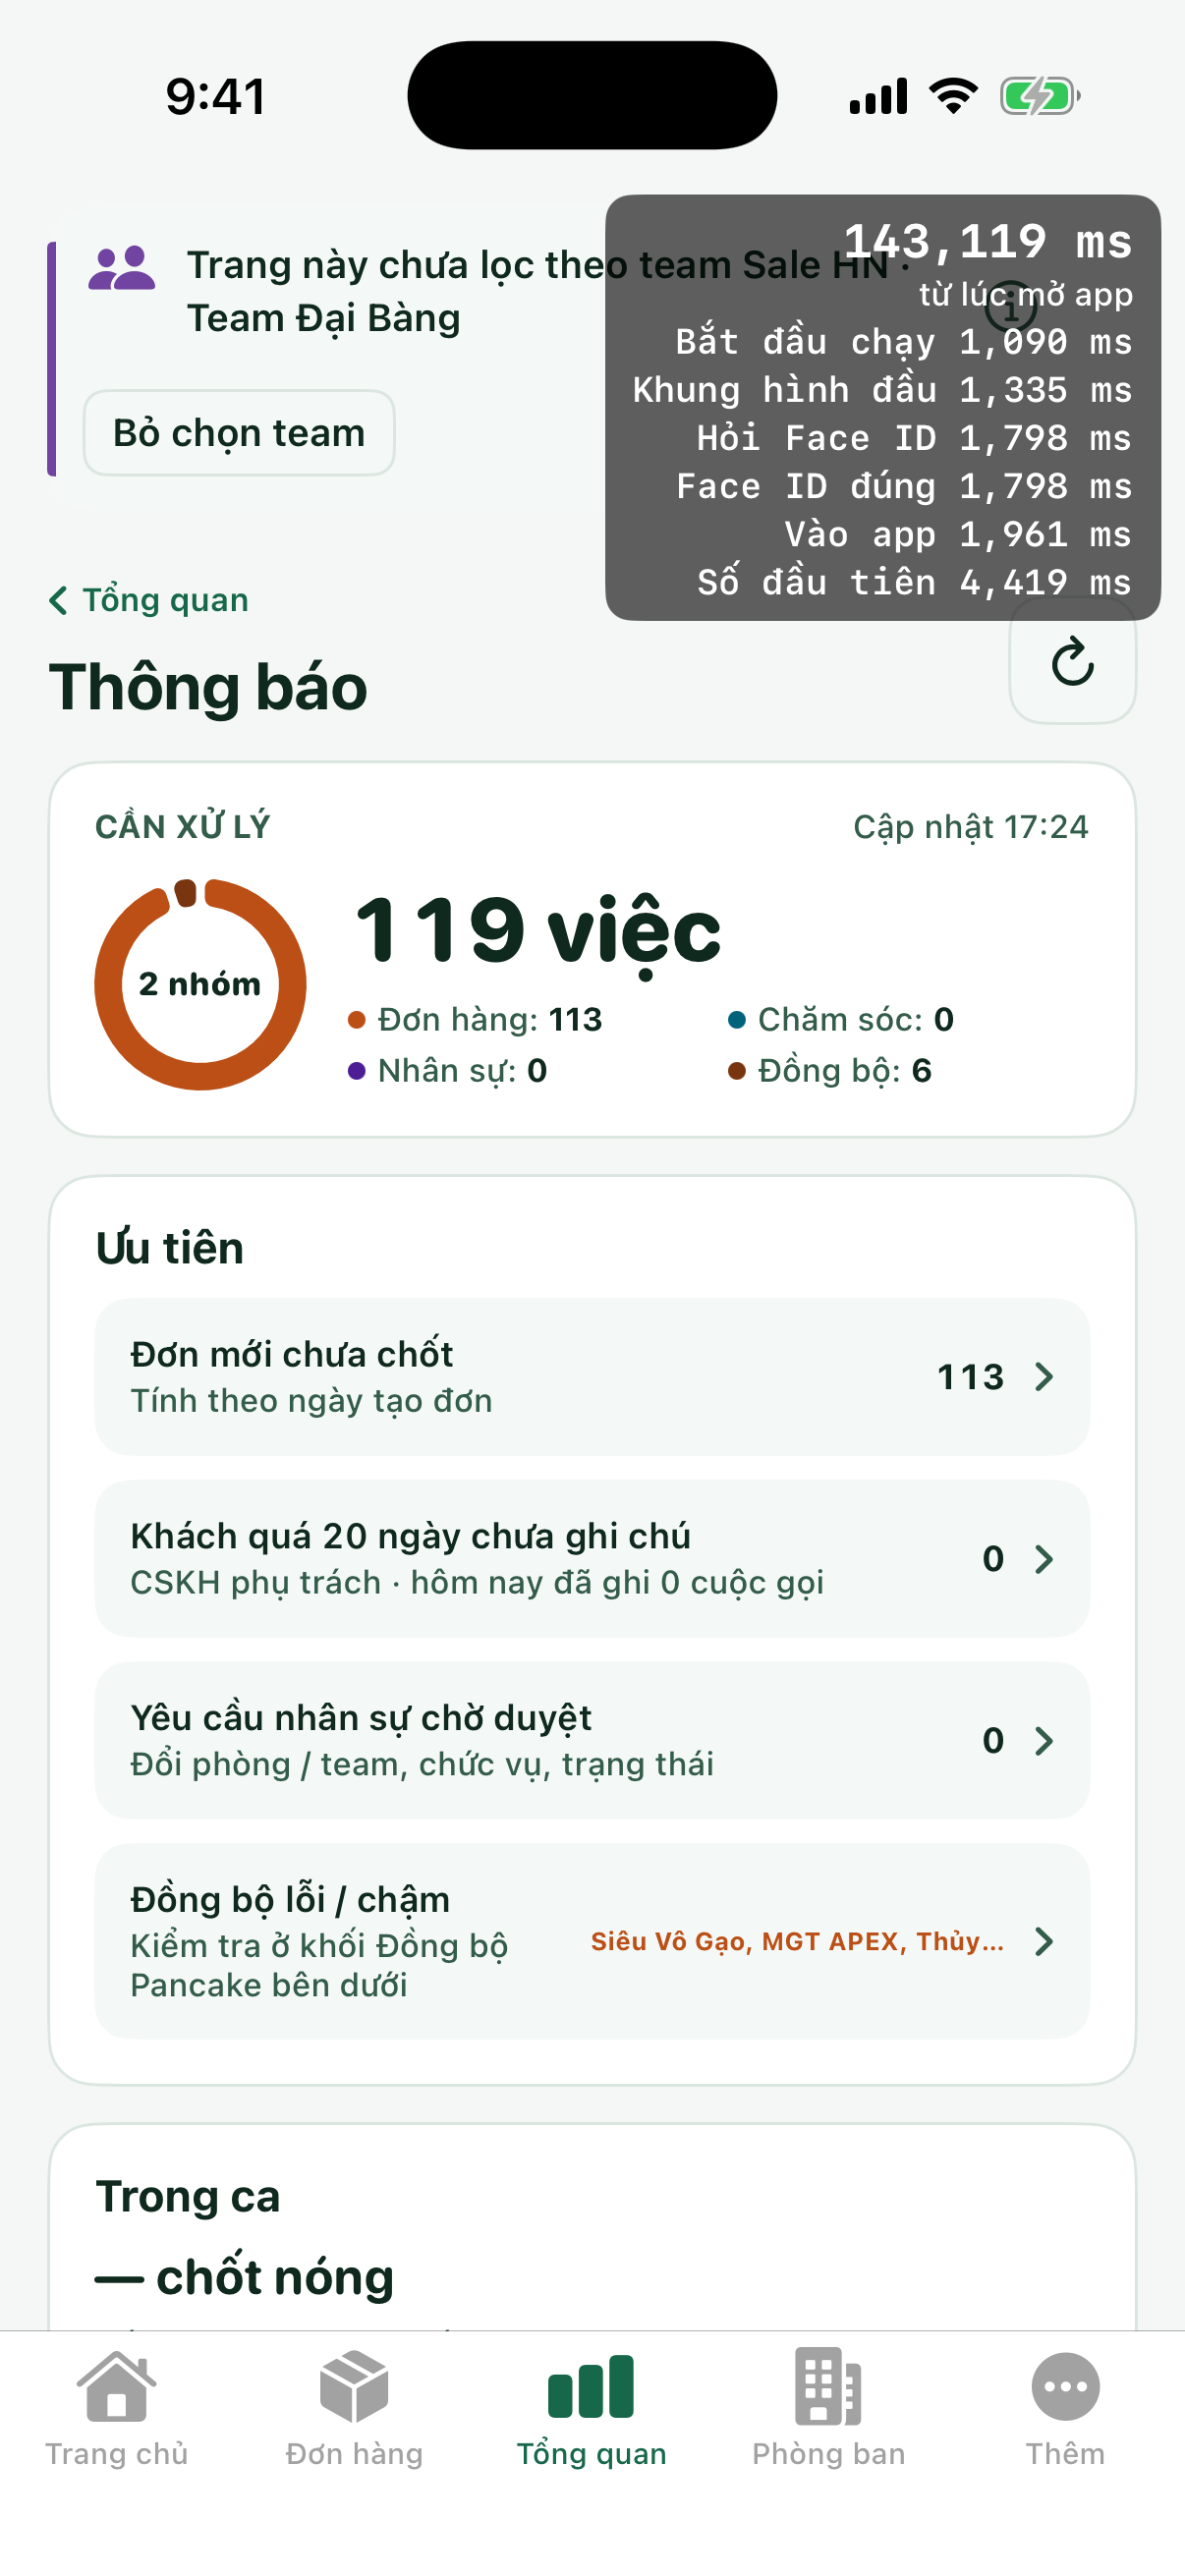 9:41
143,119 ms
từ lúc mở app
Bắt đầu chạy 1,090 ms
Khung hình đầu 1,335 ms
Hỏi Face ID 1,798 ms
Face ID đúng 1,798 ms
Vào app 1,961 ms
Số đầu tiên 4,419 ms
Trang này chưa lọc theo team Sale HN ·
Team Đại Bàng
Bỏ chọn team
Tổng quan
Thông báo
CẦN XỬ LÝ
Cập nhật 17:24
2 nhóm
119 việc
Đơn hàng: 113
Chăm sóc: 0
Nhân sự: 0
Đồng bộ: 6
Ưu tiên
Đơn mới chưa chốt
Tính theo ngày tạo đơn
113
Khách quá 20 ngày chưa ghi chú
CSKH phụ trách · hôm nay đã ghi 0 cuộc gọi
0
Yêu cầu nhân sự chờ duyệt
Đổi phòng / team, chức vụ, trạng thái
0
Đồng bộ lỗi / chậm
Kiểm tra ở khối Đồng bộ
Pancake bên dưới
Siêu Vô Gạo, MGT APEX, Thủy...
Trong ca
— chốt nóng
Trang chủ
Đơn hàng
Tổng quan
Phòng ban
Thêm